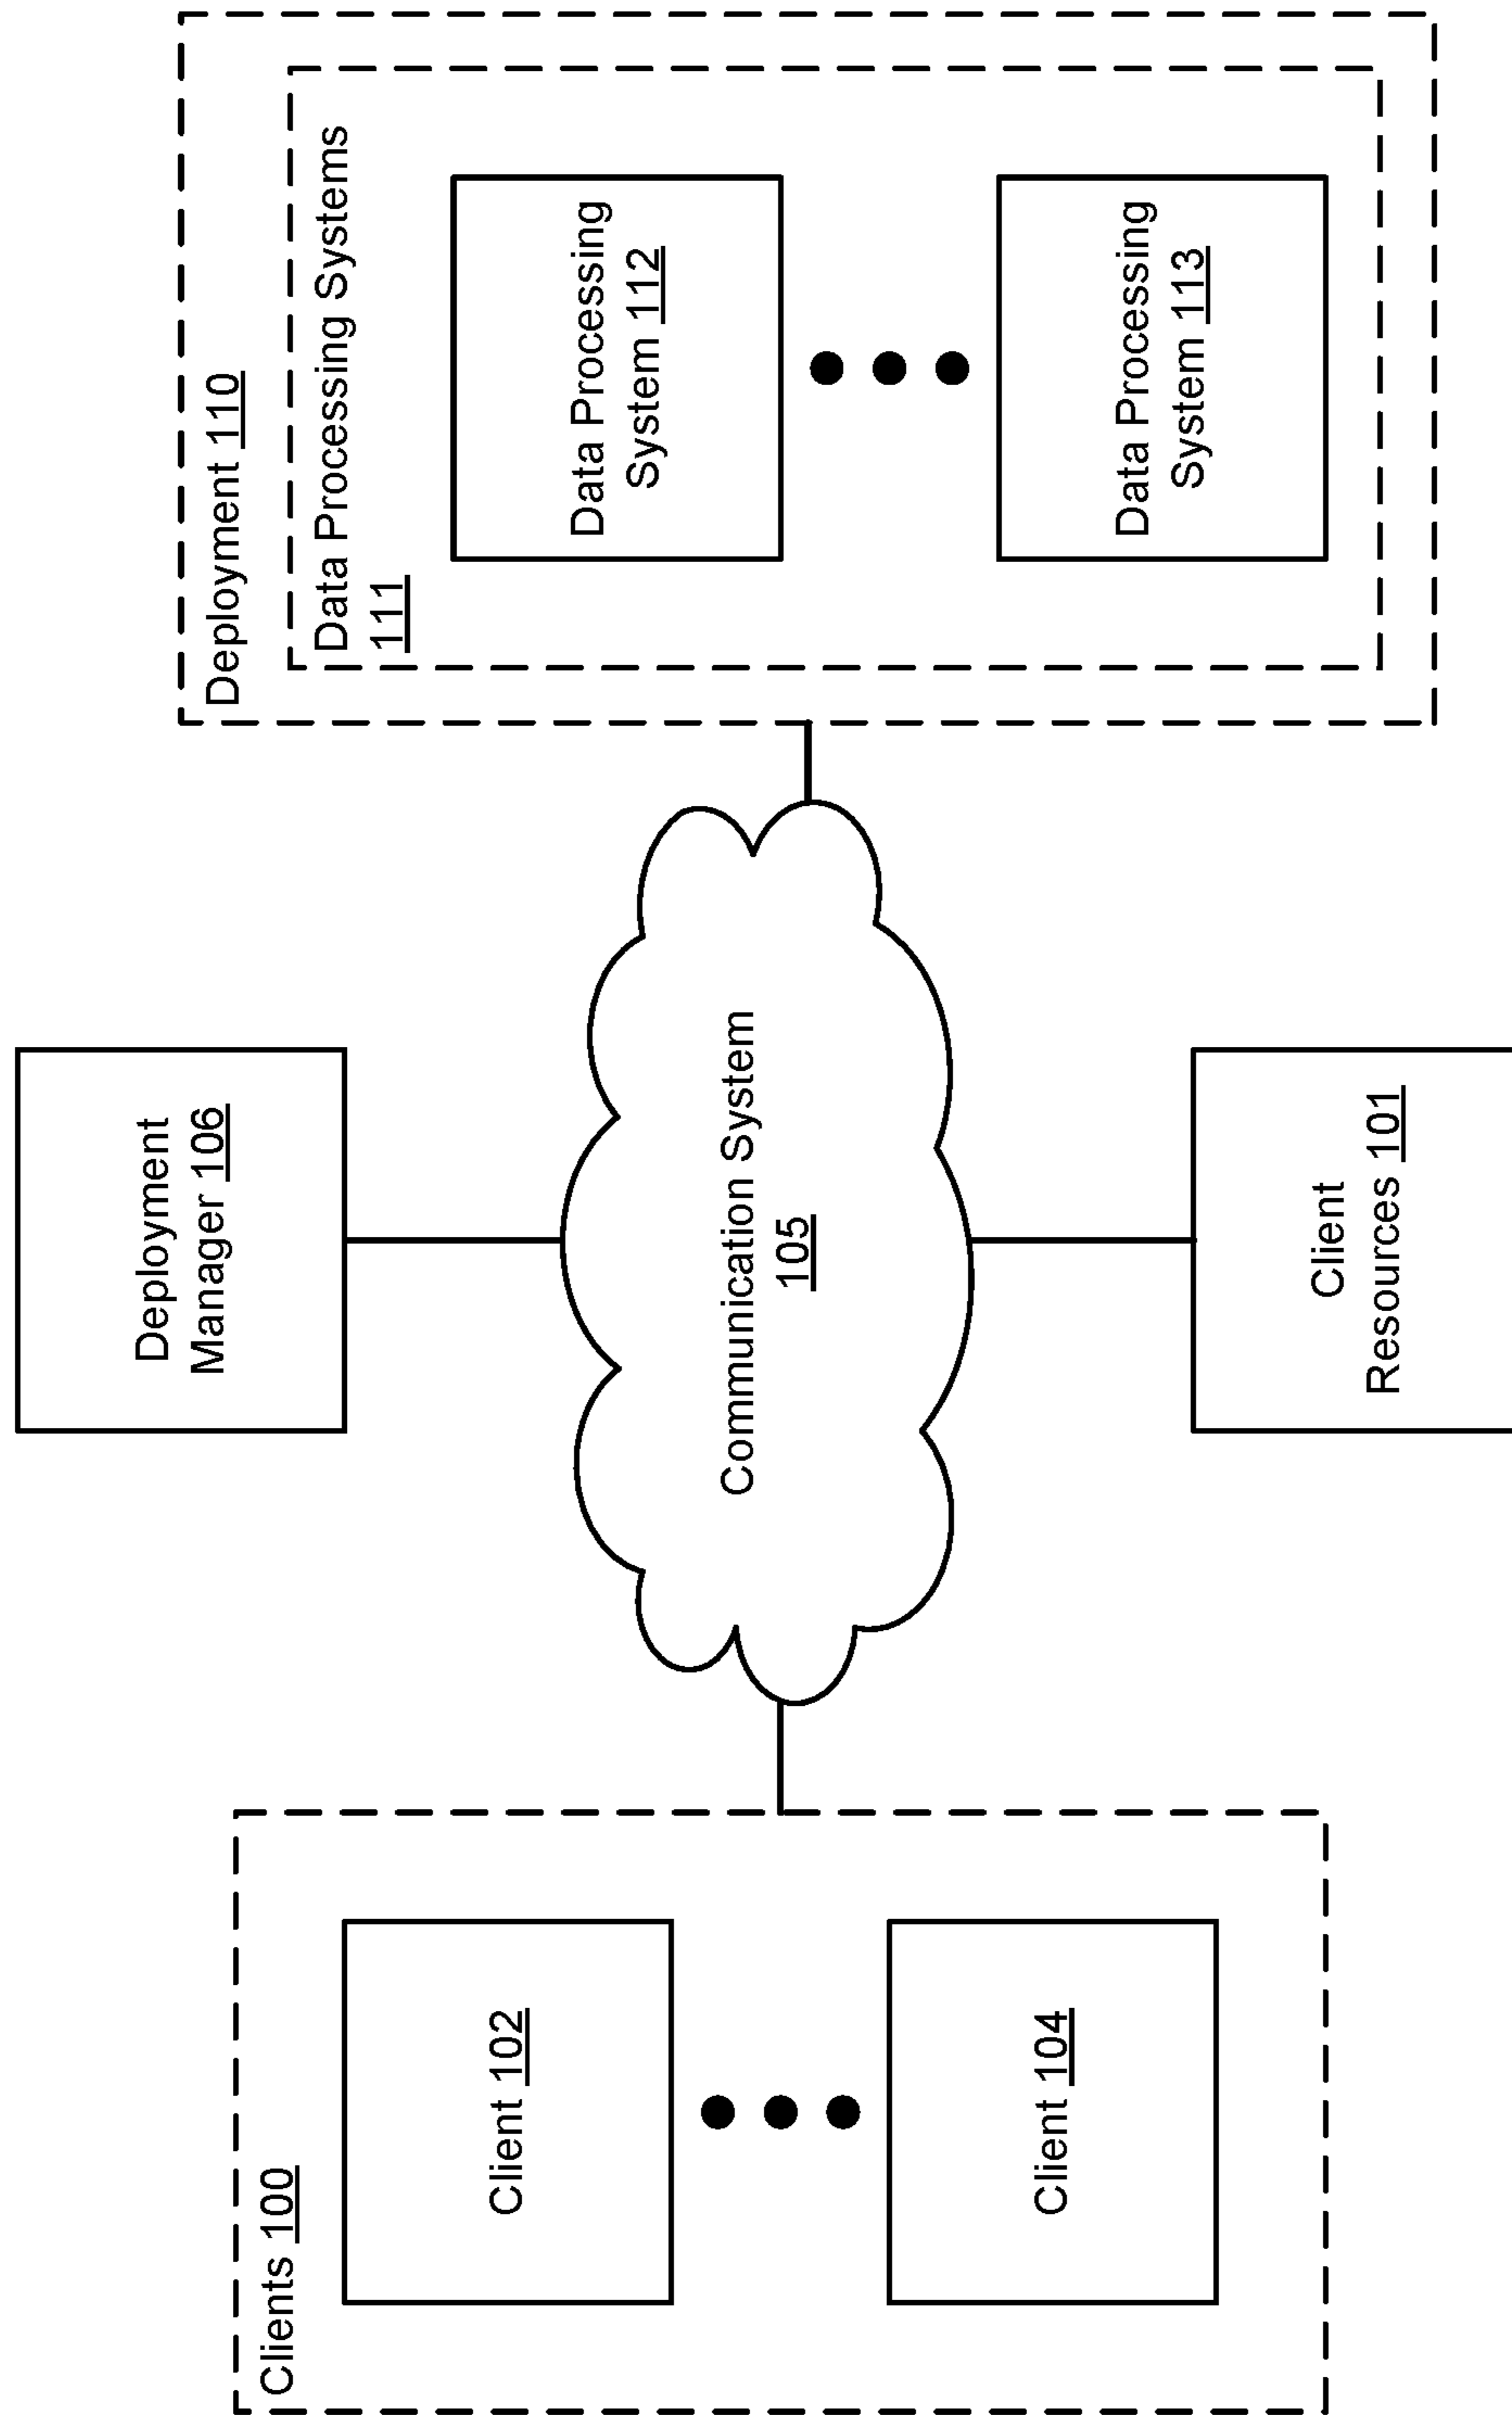 Deployment
Manager 106
Clients 100
Client 102
Client 104
Communication System
105
Deployment 110
Data Processing Systems
111
Data Processing
System 112
Data Processing
System 113
Client
Resources 101